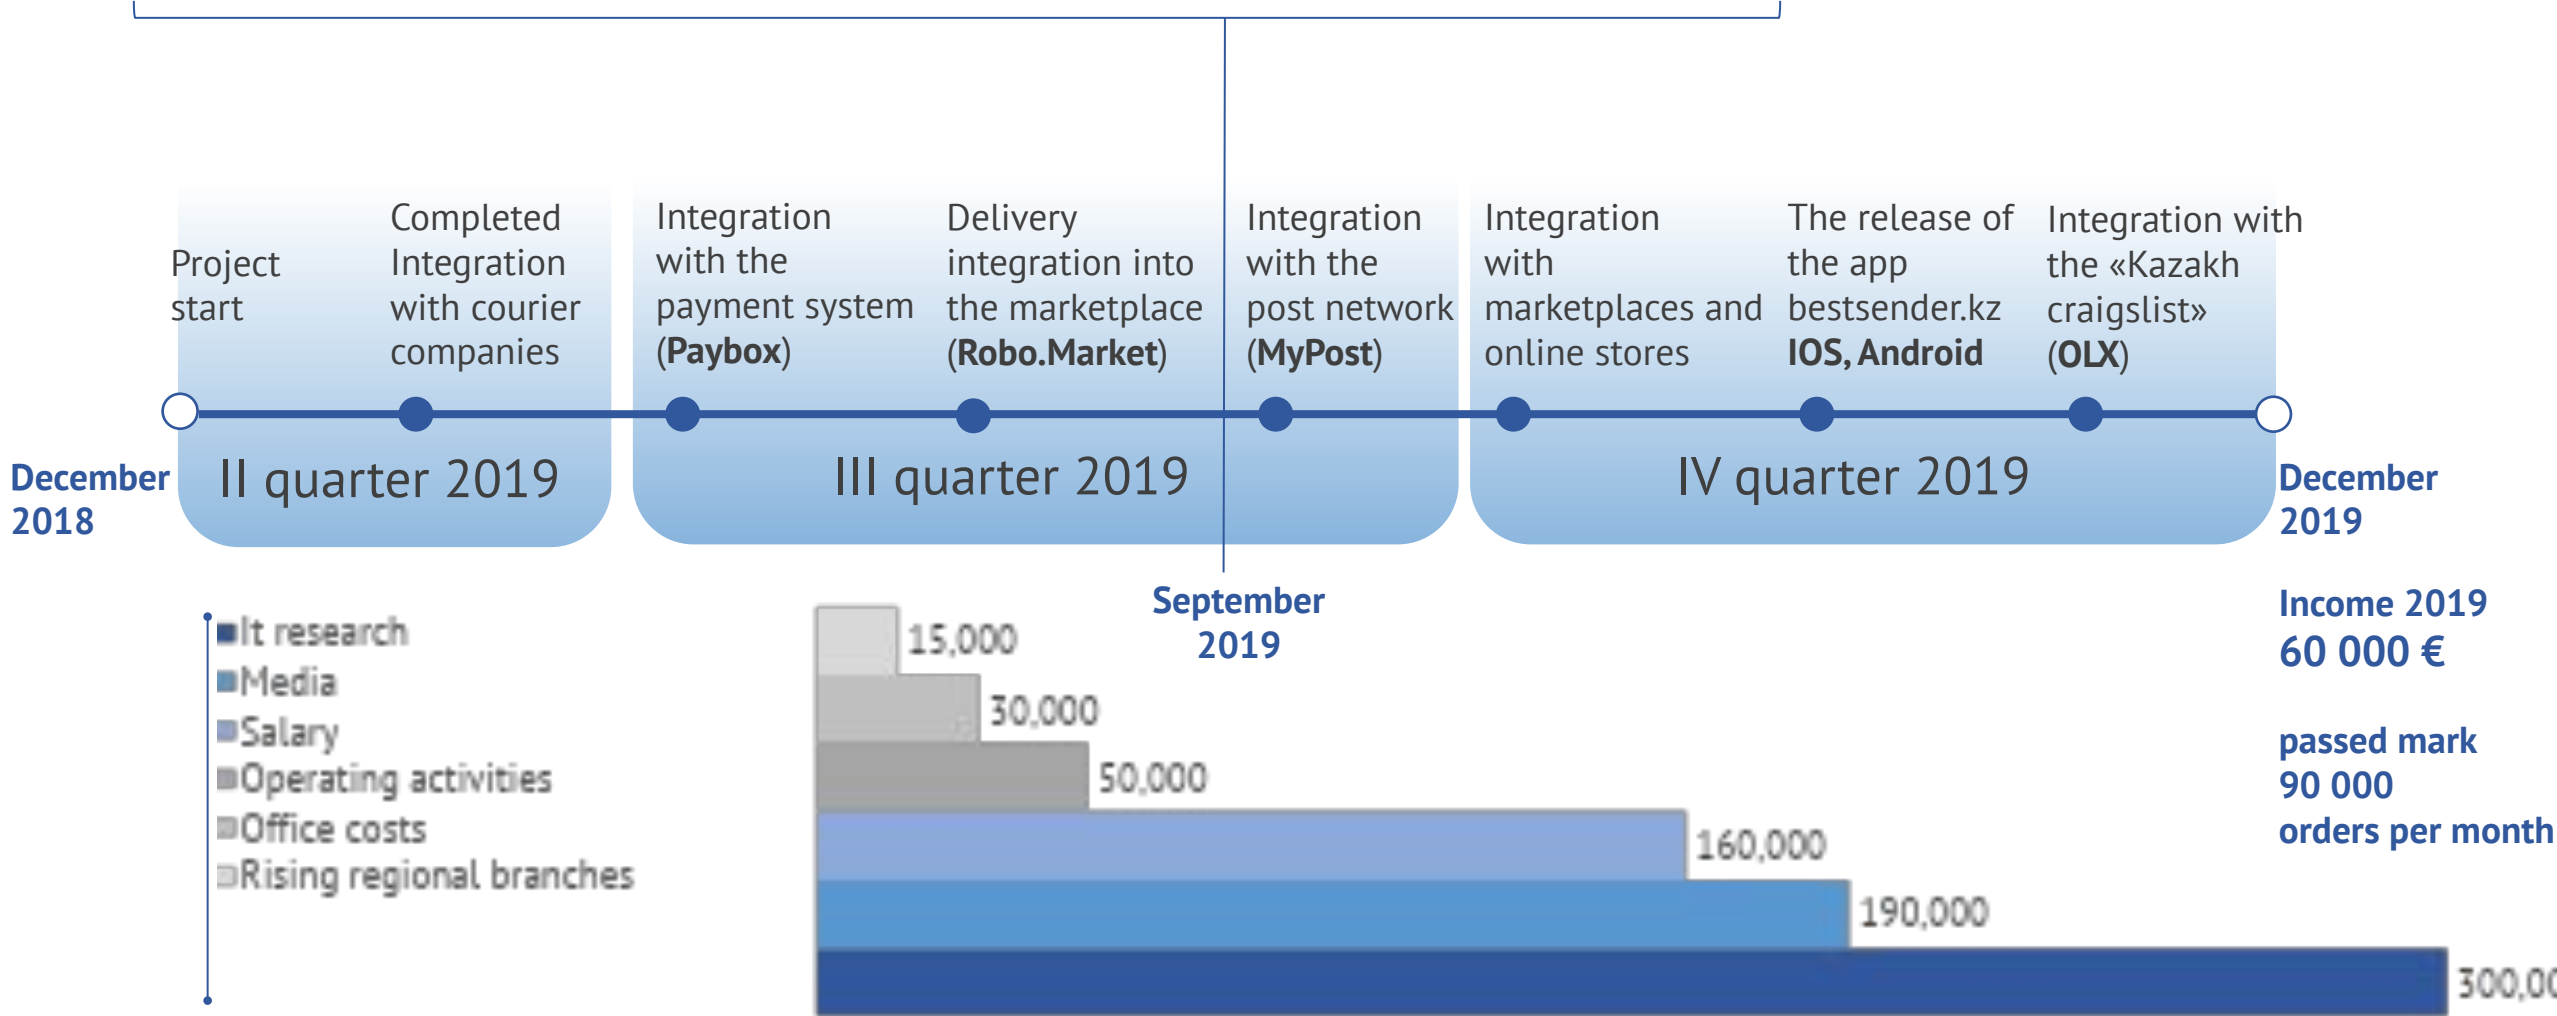 Project
start
Completed
Integration
with courier
companies
Integration
with the
payment system
(Paybox)
Delivery
integration into
the marketplace
(Robo.Market)
Integration
with the
post network
(MyPost)
Integration
with
marketplaces and
online stores
The release of
the app
bestsender.kz
IOS, Android
Integration with
the «Kazakh
craigslist»
(OLX)
December
2018
II quarter 2019
III quarter 2019
IV quarter 2019
December
2019
September
2019
Income 2019
60 000 €
passed mark
90 000
orders per month
It research
Media
Salary
Operating activities
Office costs
Rising regional branches
15,000
30,000
50,000
160,000
190,000